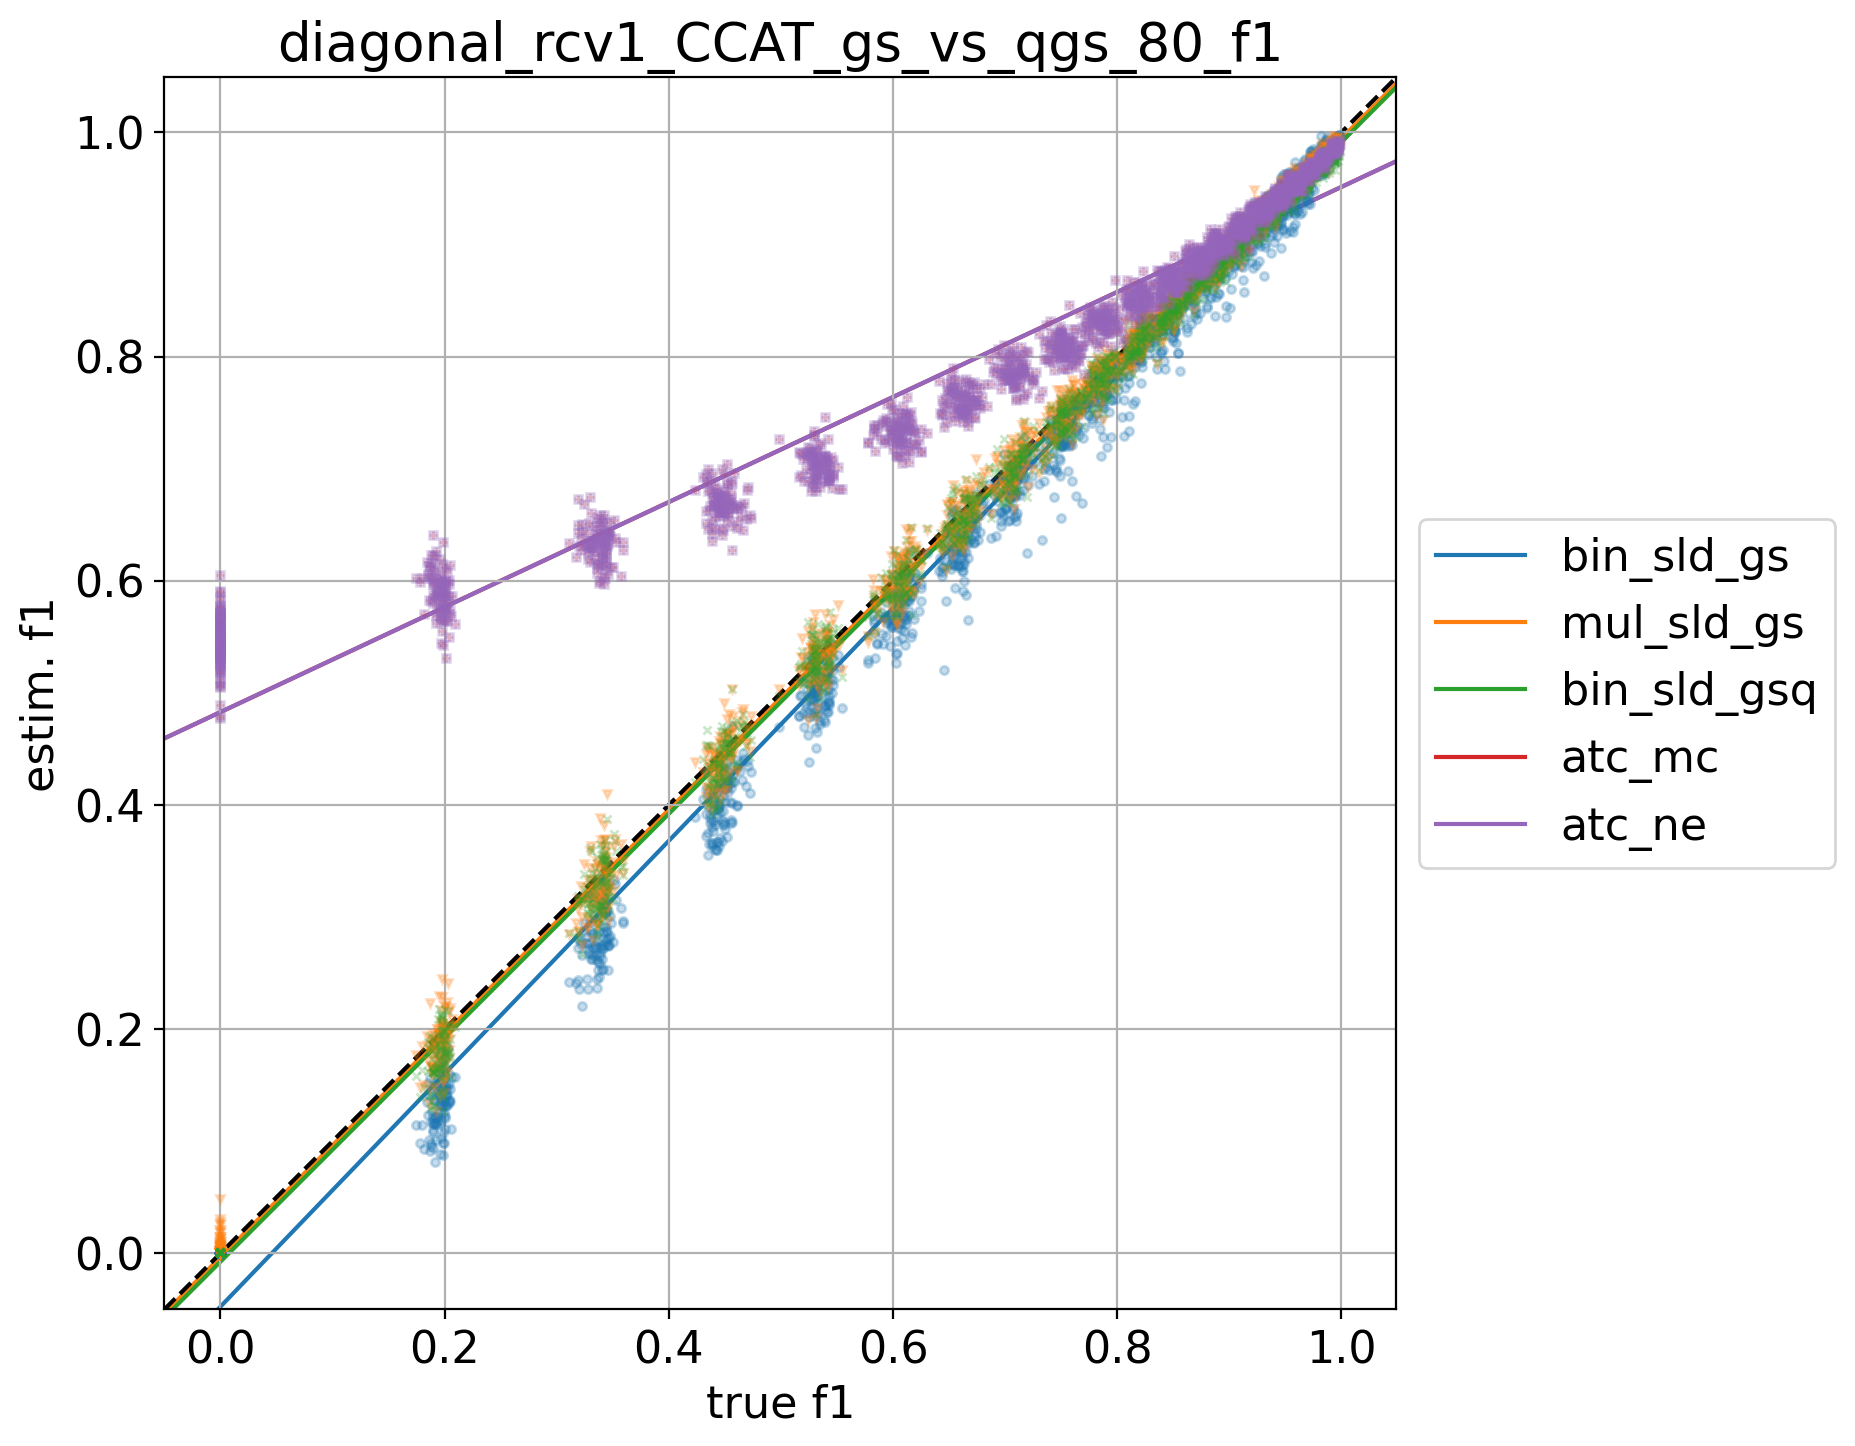 diagonal_rcv1_CCAT_gs_vs_qgs_80_f1
1.0
0.8
0.6
0.4
0.2
0.0
estim. f1
0.0 0.2 0.4 0.6 0.8 1.0
true f1
bin_sld_gs
mul_sld_gs
bin_sld_gsq
atc_mc
atc_ne